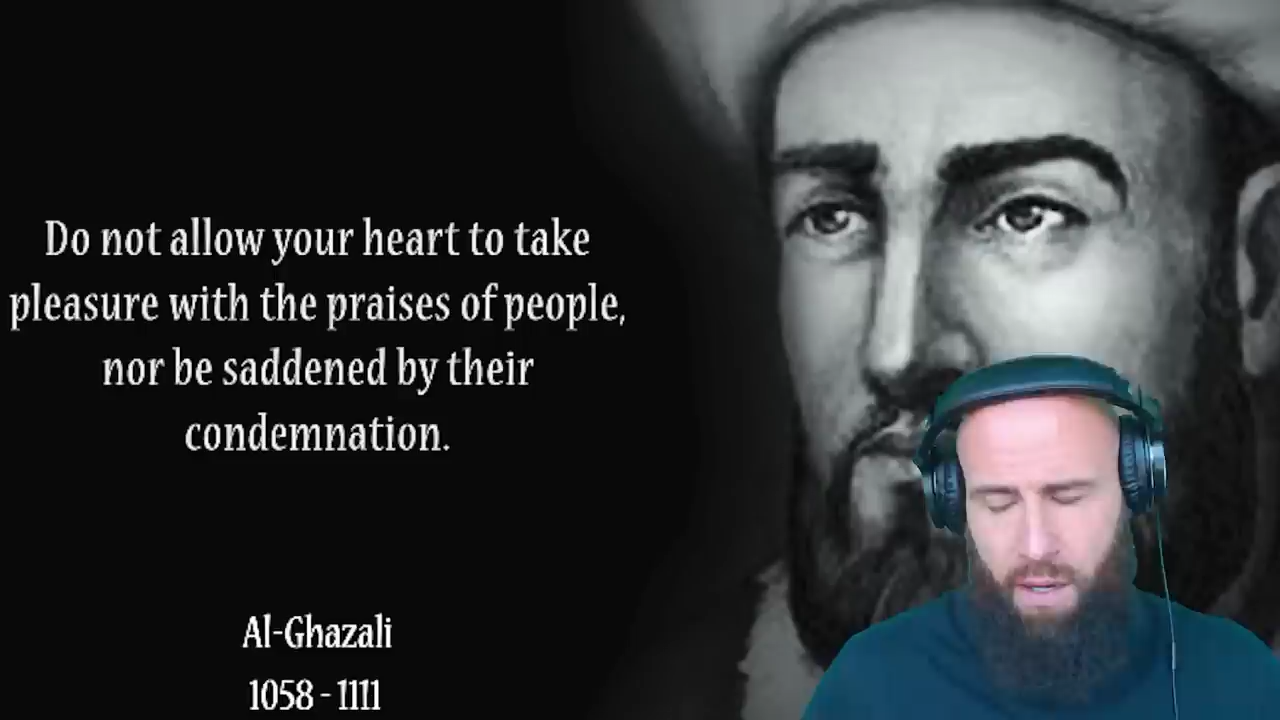 Do not allow your heart to take
pleasure with the praises of people,
nor be saddened by their
condemnation.
Al-Ghazali
1058 - 1111